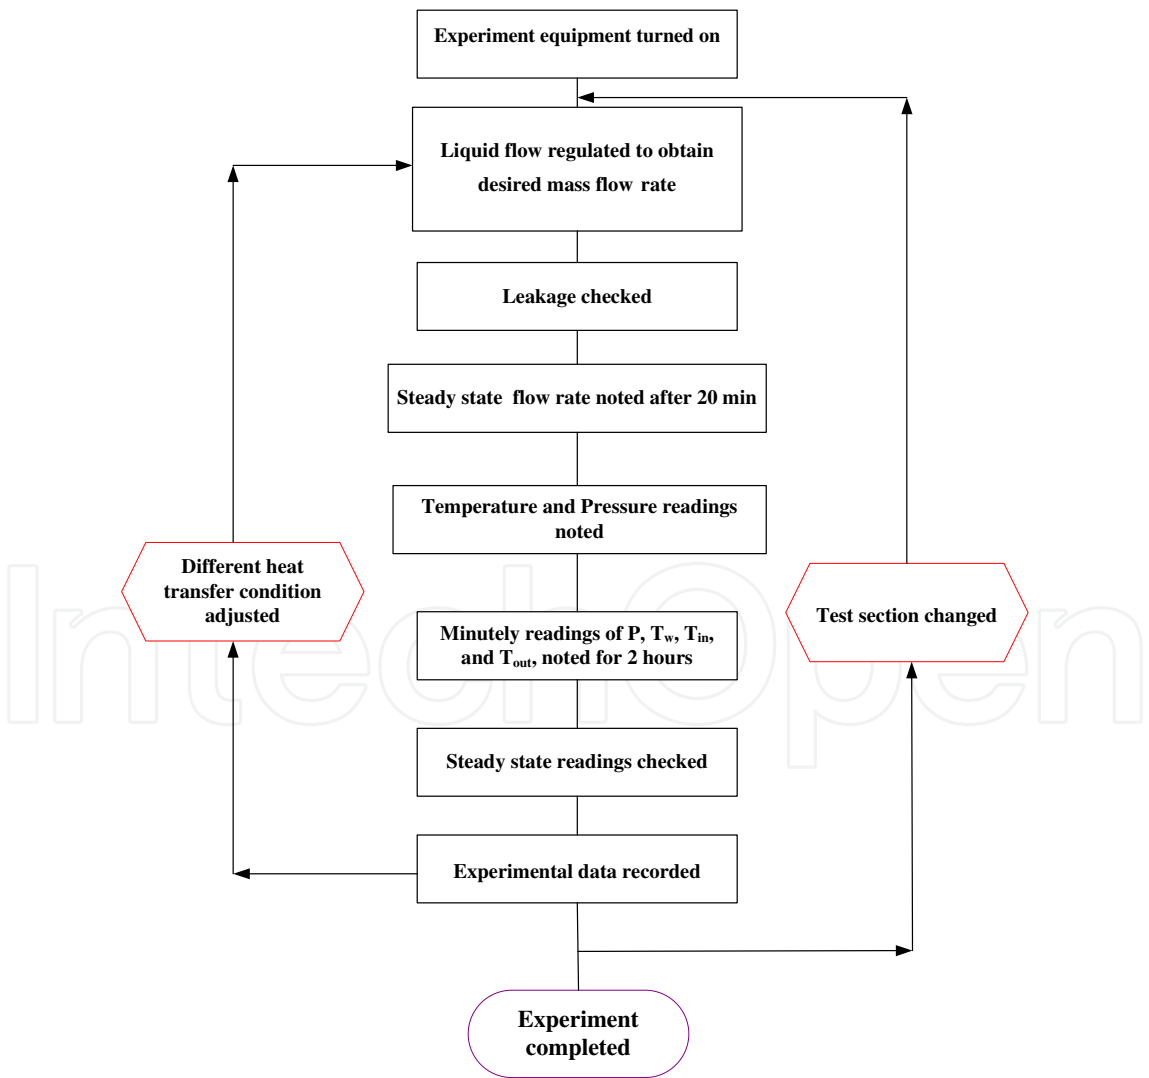 Experiment equipment turned on
Liquid flow regulated to obtain
desired mass flow rate
Leakage checked
Steady state flow rate noted after 20 min
Temperature and Pressure readings
noted
Different heat
transfer condition
adjusted
Test section changed
Minutely readings of P, Tw, Tin,
and Tout, noted for 2 hours
Steady state readings checked
Experimental data recorded
Experiment
completed
IntechOpen